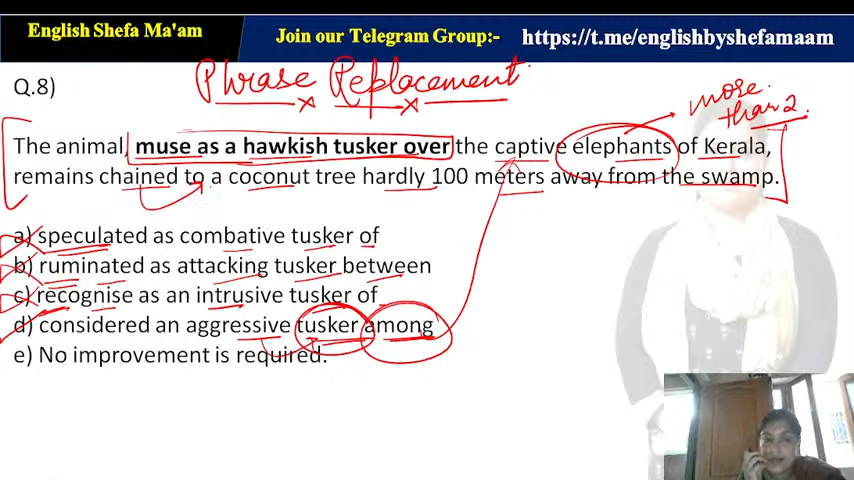 English Shefa Ma'am
Join our Telegram Group:- https://t.me/englishbyshefamaam
Q.8)
Phrase Replacement
more than 2.
The animal, muse as a hawkish tusker over the captive elephants of Kerala,
remains chained to a coconut tree hardly 100 meters away from the swamp.
a) speculated as combative tusker of
b) ruminated as attacking tusker between
c) recognise as an intrusive tusker of
d) considered an aggressive tusker among
e) No improvement is required.